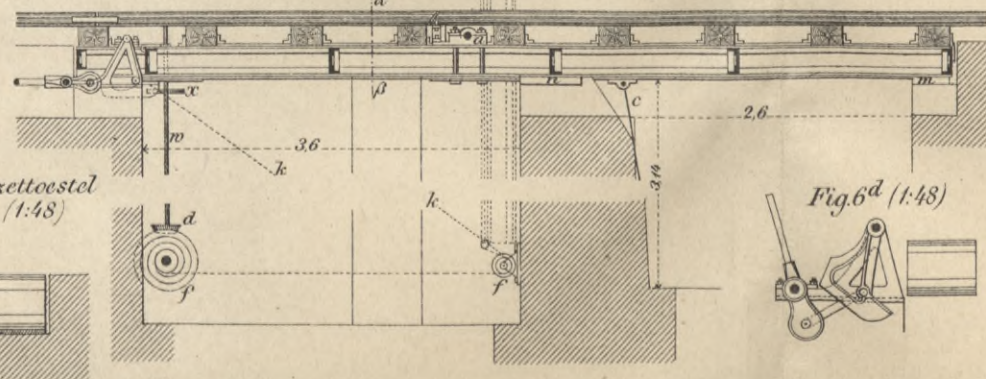 a
a
x
β
n
c
m
w
3,6
2,6
k
zettoestel
(1:48)
k
3,14
Fig. 6d (1:48)
d
f
f